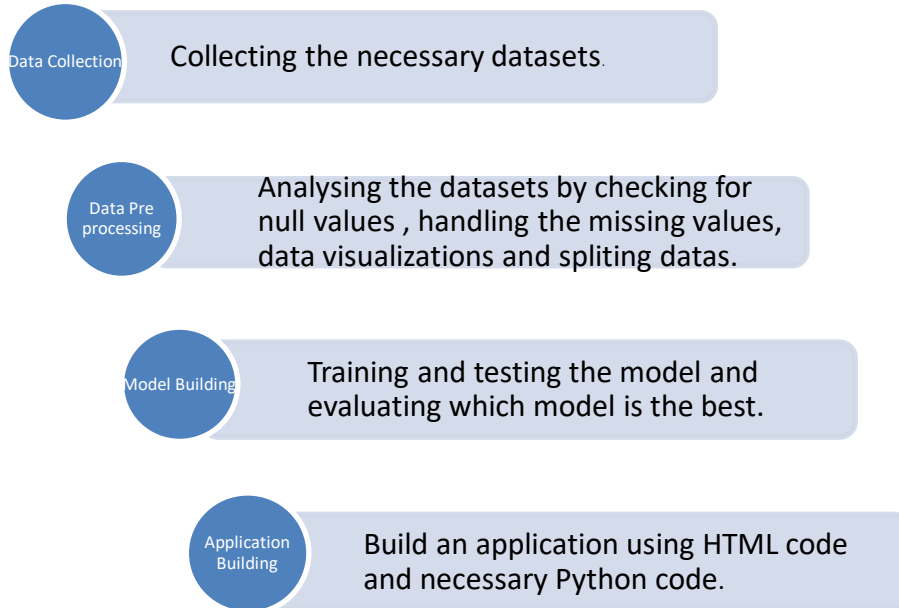 Data Collection
Collecting the necessary datasets.
Data Pre
processing
Analysing the datasets by checking for
null values , handling the missing values,
data visualizations and spliting datas.
Model Building
Training and testing the model and
evaluating which model is the best.
Application
Building
Build an application using HTML code
and necessary Python code.